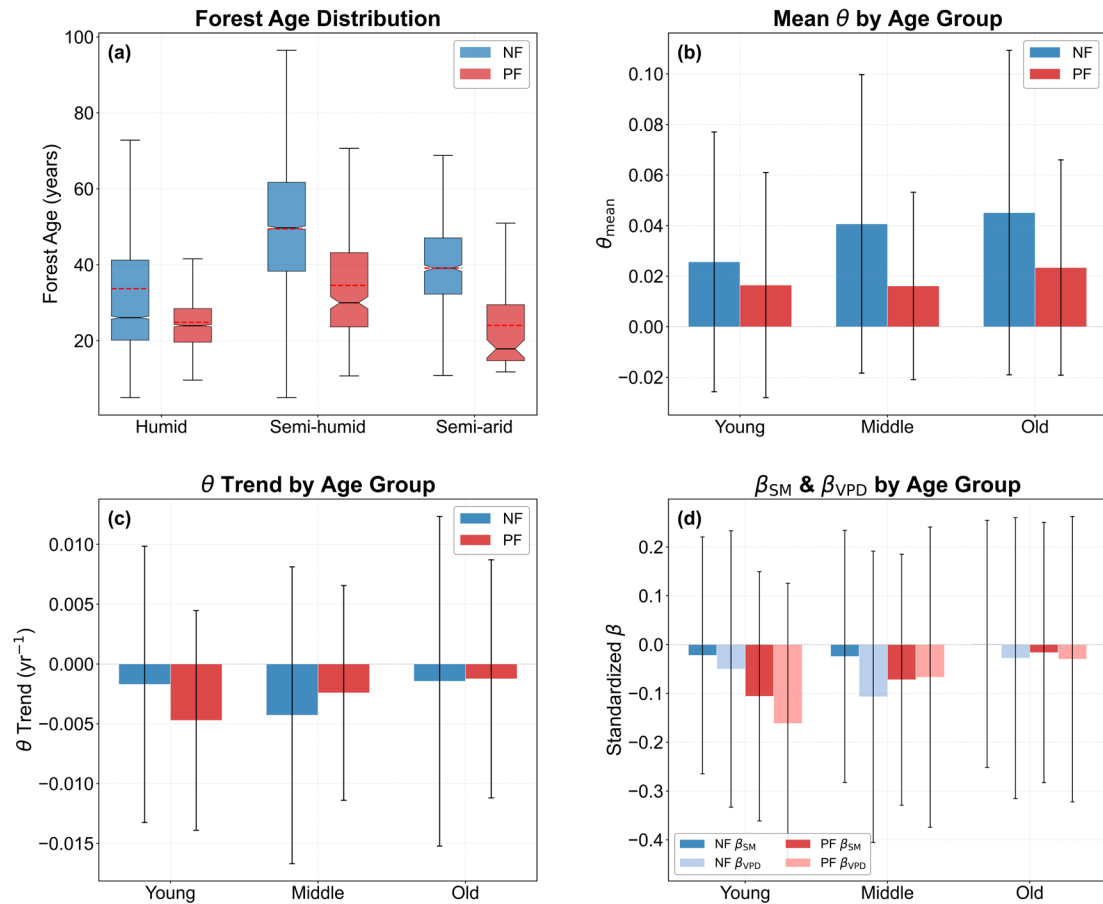 Forest Age Distribution
(a)
NF
PF
100
80
60
40
20
Forest Age (years)
Humid
Semi-humid
Semi-arid
Mean θ by Age Group
(b)
NF
PF
0.10
0.08
0.06
0.04
0.02
0.00
−0.02
θmean
Young
Middle
Old
θ Trend by Age Group
(c)
NF
PF
0.010
0.005
0.000
−0.005
−0.010
−0.015
θ Trend (yr⁻¹)
Young
Middle
Old
βSM & βVPD by Age Group
(d)
0.2
0.1
0.0
−0.1
−0.2
−0.3
−0.4
Standardized β
NF βSM
NF βVPD
PF βSM
PF βVPD
Young
Middle
Old